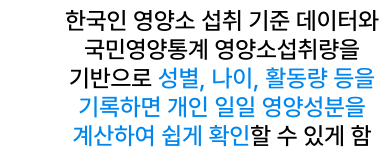 한국인 영양소 섭취 기준 데이터와
국민영양통계 영양소섭취량을
기반으로 성별, 나이, 활동량 등을
기록하면 개인 일일 영양성분을
계산하여 쉽게 확인할 수 있게 함